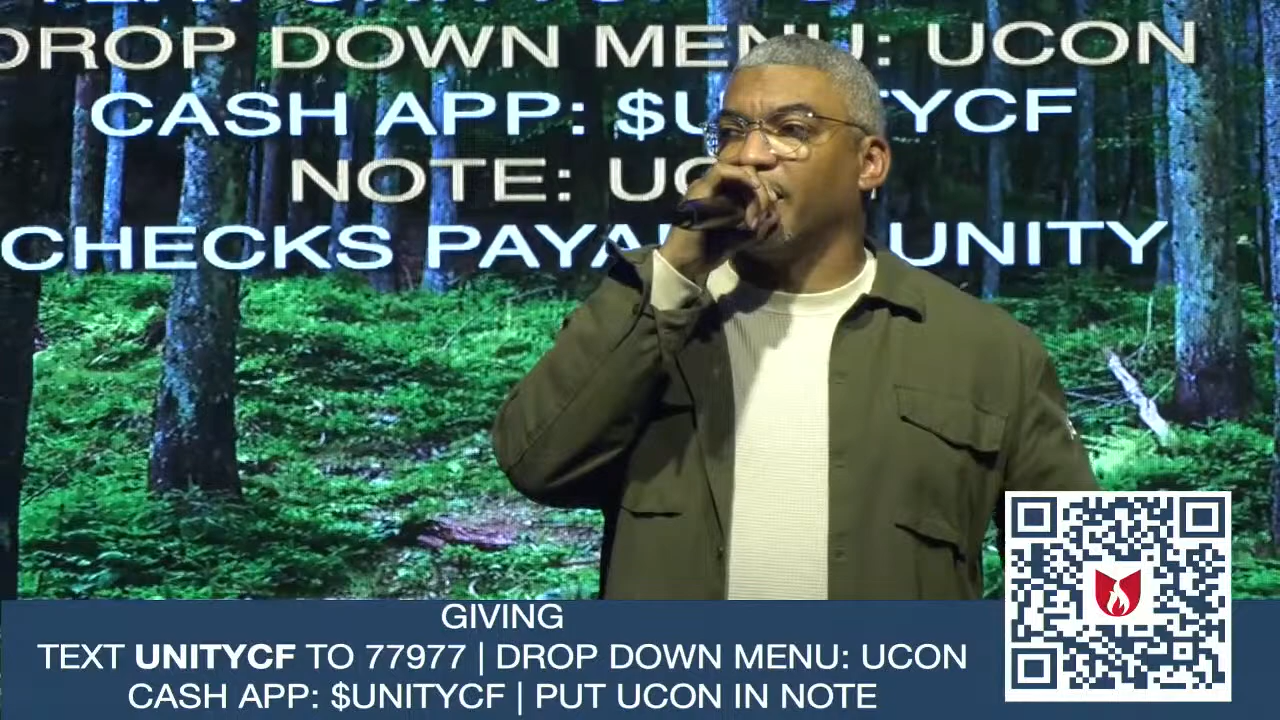 DROP DOWN MENU: UCON
CASH APP: $U TYCF
NOTE: UC
CHECKS PAYA UNITY
GIVING
TEXT UNITYCF TO 77977 | DROP DOWN MENU: UCON
CASH APP: $UNITYCF | PUT UCON IN NOTE